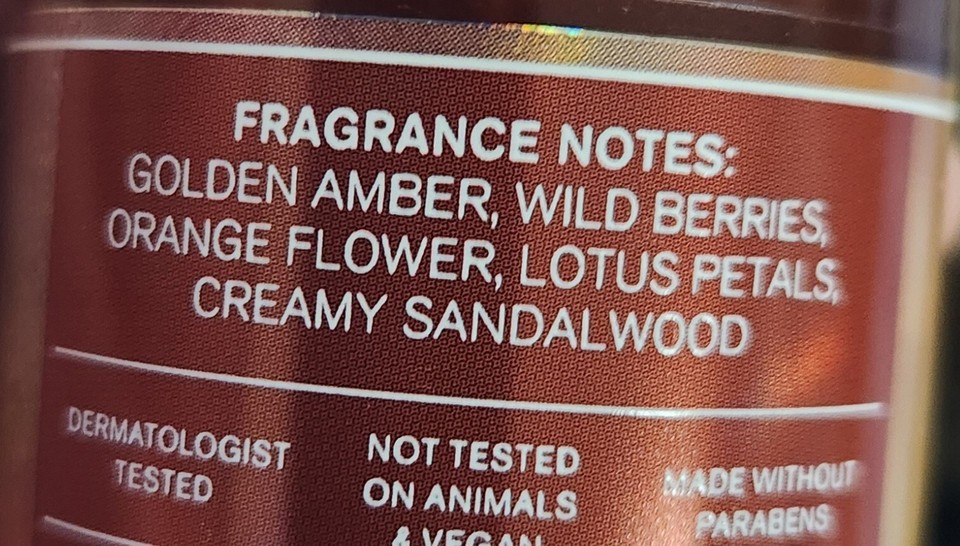 FRAGRANCE NOTES:
GOLDEN AMBER, WILD BERRIES,
ORANGE FLOWER, LOTUS PETALS,
CREAMY SANDALWOOD
DERMATOLOGIST
TESTED
NOT TESTED
ON ANIMALS
& VEGAN
MADE WITHOUT
PARABENS